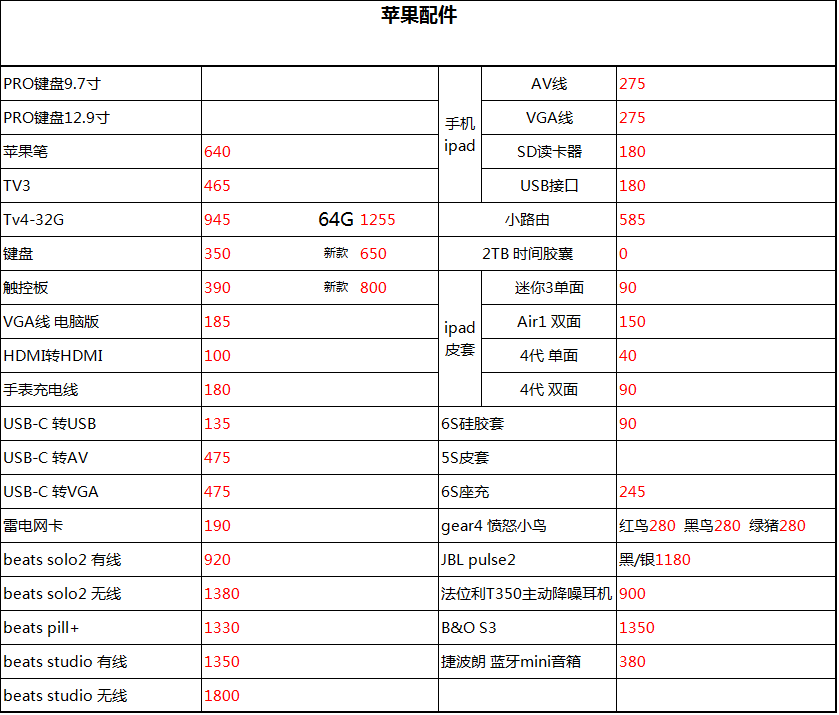 苹果配件
PRO键盘9.7寸 手机 ipad AV线 275
PRO键盘12.9寸 VGA线 275
苹果笔 640 SD读卡器 180
TV3 465 USB接口 180
Tv4-32G 945 64G 1255 小路由 585
键盘 350 新款 650 2TB 时间胶囊 0
触控板 390 新款 800 ipad 皮套 迷你3单面 90
VGA线 电脑版 185 Air1 双面 150
HDMI转HDMI 100 4代 单面 40
手表充电线 180 4代 双面 90
USB-C 转USB 135 6S硅胶套 90
USB-C 转AV 475 5S皮套
USB-C 转VGA 475 6S座充 245
雷电网卡 190 gear4 愤怒小鸟 红鸟280 黑鸟280 绿猪280
beats solo2 有线 920 JBL pulse2 黑/银1180
beats solo2 无线 1380 法位利T350主动降噪耳机 900
beats pill+ 1330 B&O S3 1350
beats studio 有线 1350 捷波朗 蓝牙mini音箱 380
beats studio 无线 1800